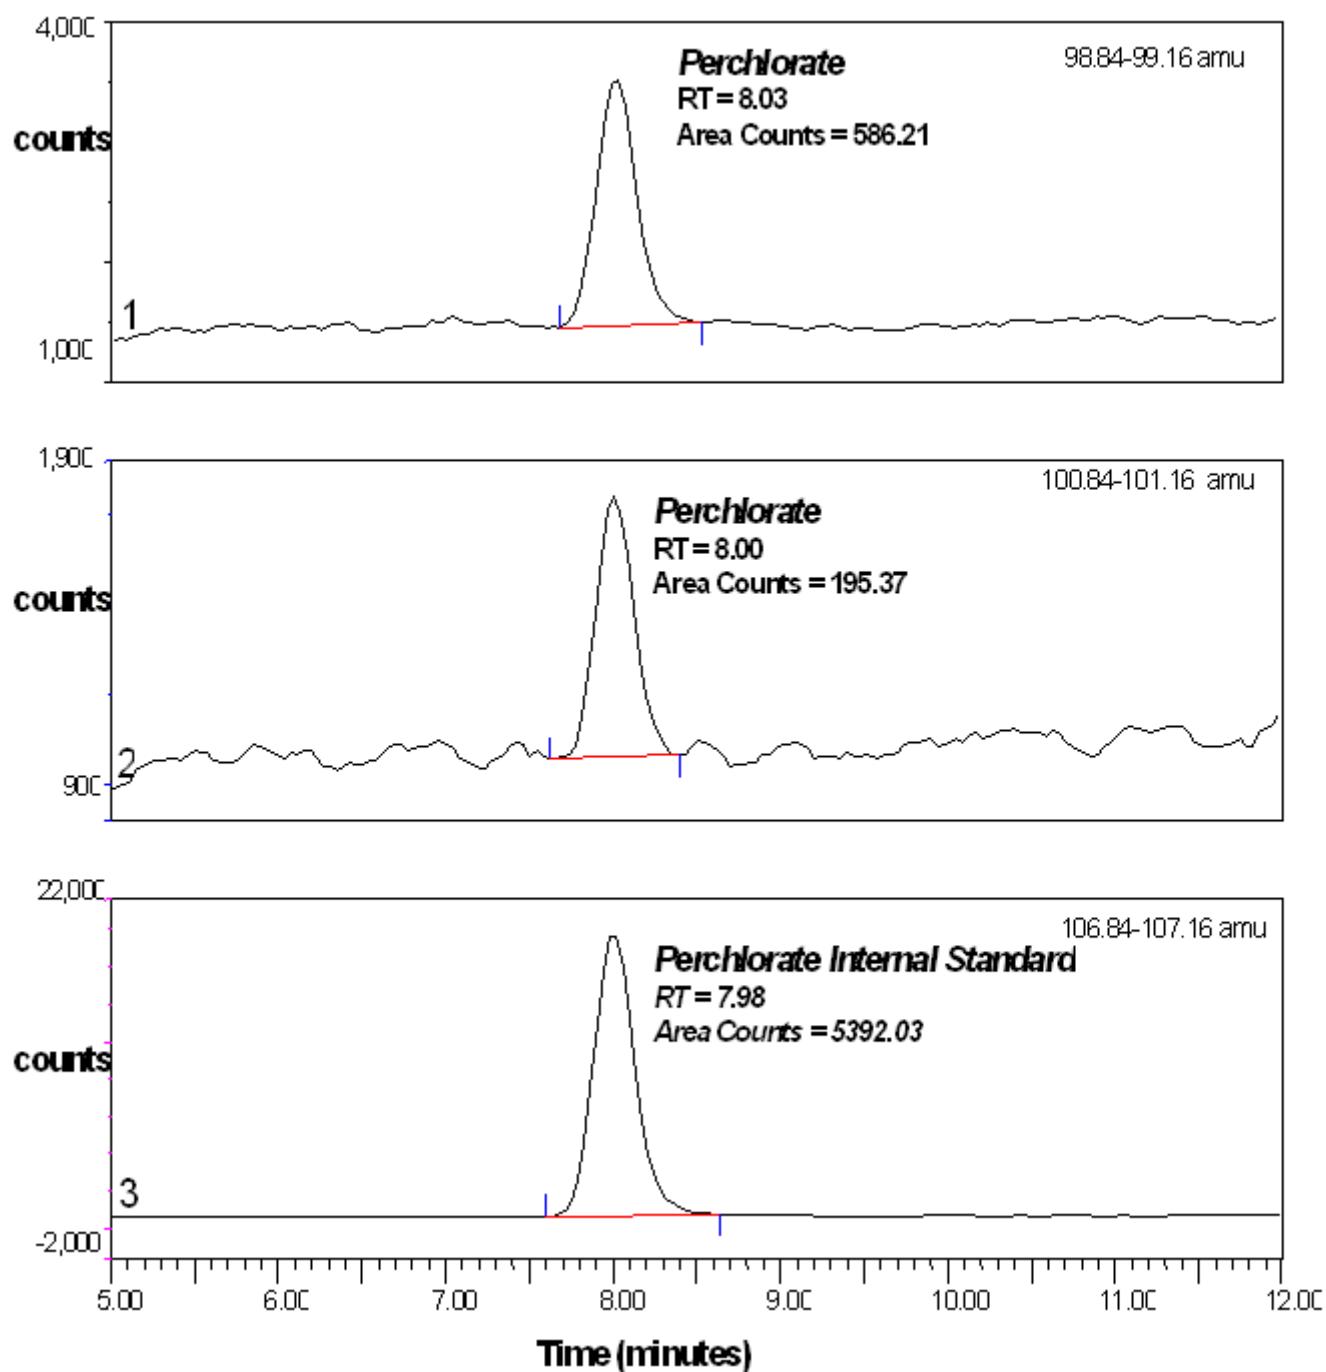 4,000
98.84-99.16 amu
Perchlorate
RT = 8.03
Area Counts = 586.21
counts
1
1,000
1,900
100.84-101.16 amu
Perchlorate
RT = 8.00
Area Counts = 195.37
counts
2
900
22,000
106.84-107.16 amu
Perchlorate Internal Standard
RT = 7.98
Area Counts = 5392.03
counts
3
-2,000
5.00 6.00 7.00 8.00 9.00 10.00 11.00 12.00
Time (minutes)